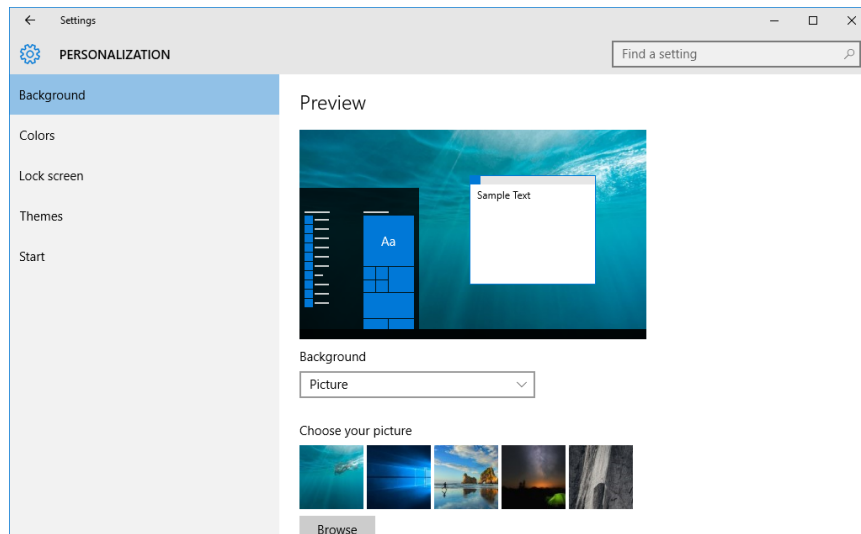 Settings
PERSONALIZATION
Find a setting
Background
Colors
Lock screen
Themes
Start
Preview
Sample Text
Aa
Background
Picture
Choose your picture
Browse